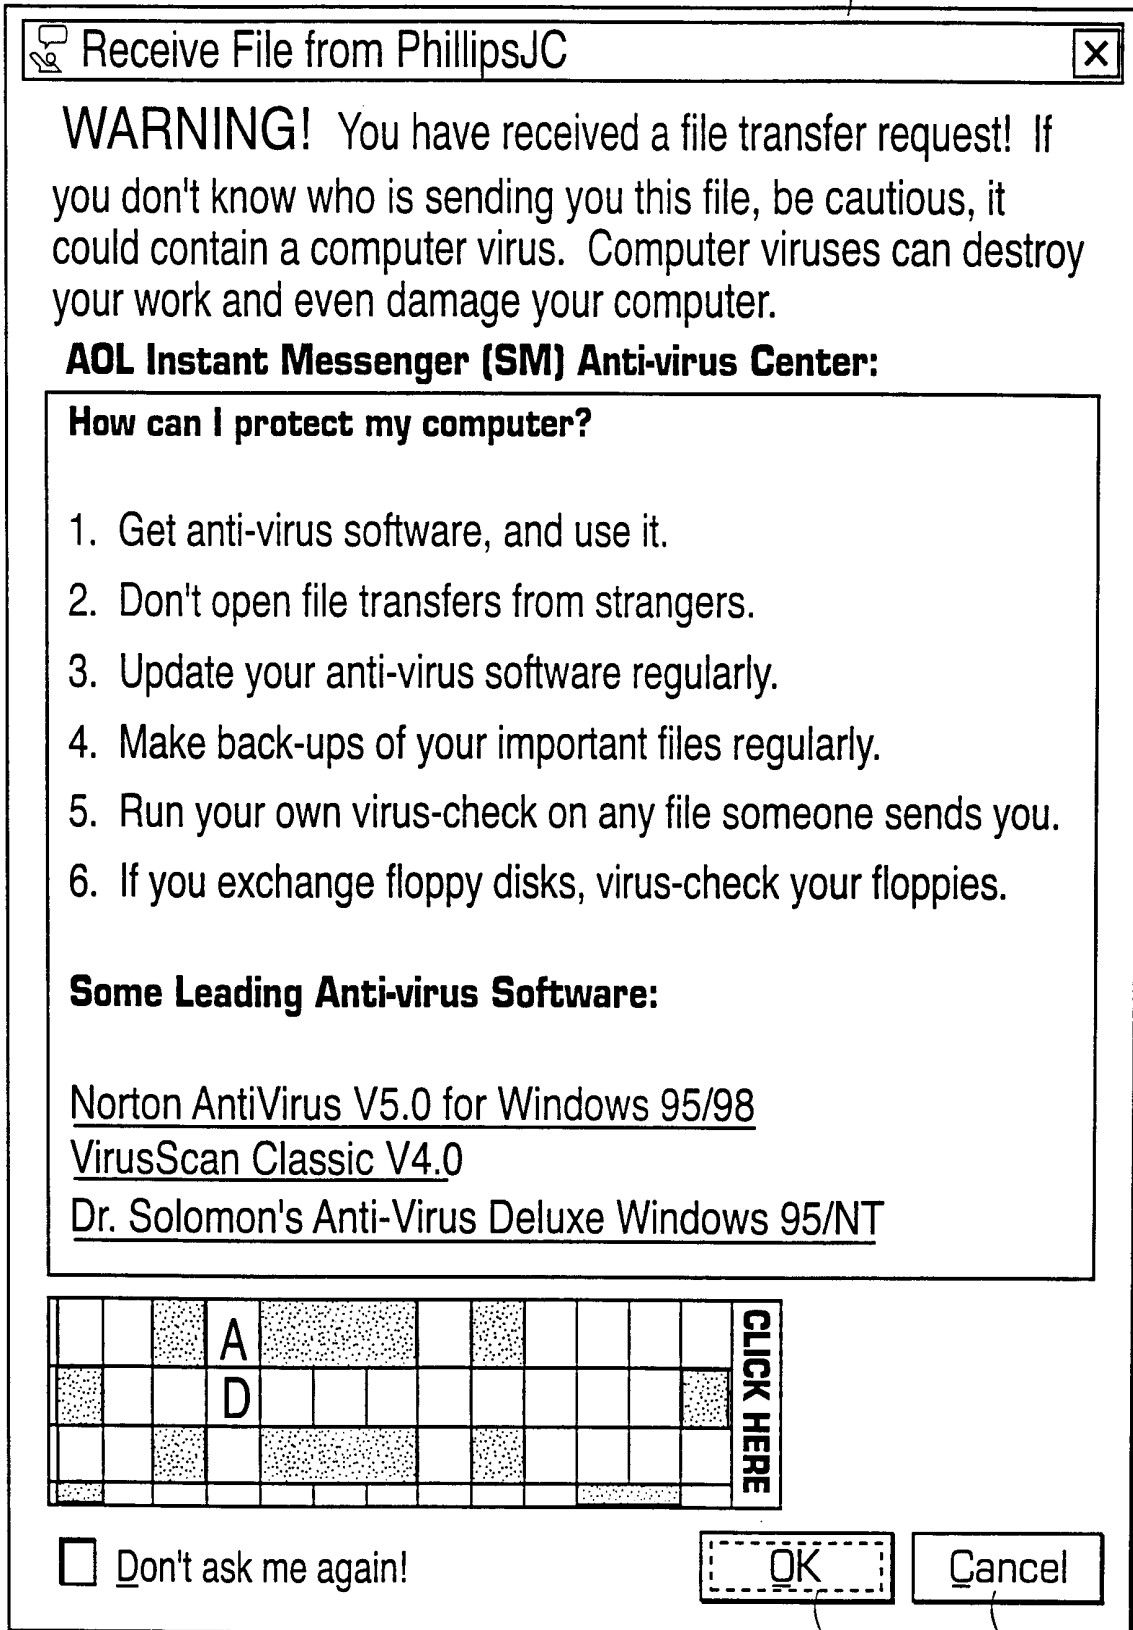 Receive File from PhillipsJC
WARNING! You have received a file transfer request! If
you don't know who is sending you this file, be cautious, it
could contain a computer virus. Computer viruses can destroy
your work and even damage your computer.
AOL Instant Messenger (SM) Anti-virus Center:
How can I protect my computer?
1. Get anti-virus software, and use it.
2. Don't open file transfers from strangers.
3. Update your anti-virus software regularly.
4. Make back-ups of your important files regularly.
5. Run your own virus-check on any file someone sends you.
6. If you exchange floppy disks, virus-check your floppies.
Some Leading Anti-virus Software:
Norton AntiVirus V5.0 for Windows 95/98
VirusScan Classic V4.0
Dr. Solomon's Anti-Virus Deluxe Windows 95/NT
A
D
CLICK HERE
Don't ask me again!
OK
Cancel